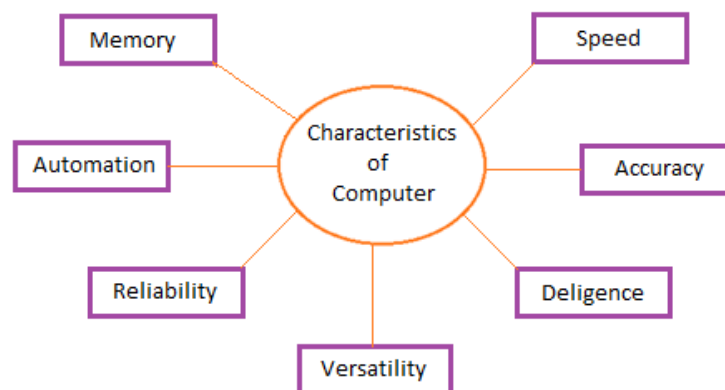 Memory
Speed
Characteristics
of
Computer
Automation
Accuracy
Reliability
Deligence
Versatility